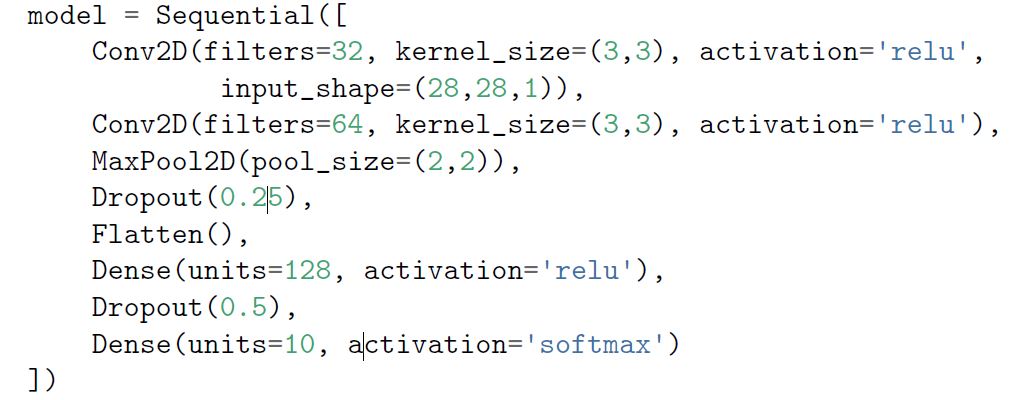 model = Sequential([
    Conv2D(filters=32, kernel_size=(3,3), activation='relu',
            input_shape=(28,28,1)),
    Conv2D(filters=64, kernel_size=(3,3), activation='relu'),
    MaxPool2D(pool_size=(2,2)),
    Dropout(0.25),
    Flatten(),
    Dense(units=128, activation='relu'),
    Dropout(0.5),
    Dense(units=10, activation='softmax')
])